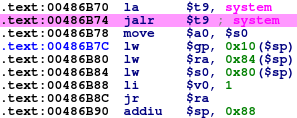 .text:00486B70 la $t9, system
.text:00486B74 jalr $t9 ; system
.text:00486B78 move $a0, $s0
.text:00486B7C lw $gp, 0x10($sp)
.text:00486B80 lw $ra, 0x84($sp)
.text:00486B84 lw $s0, 0x80($sp)
.text:00486B88 li $v0, 1
.text:00486B8C jr $ra
.text:00486B90 addiu $sp, 0x88